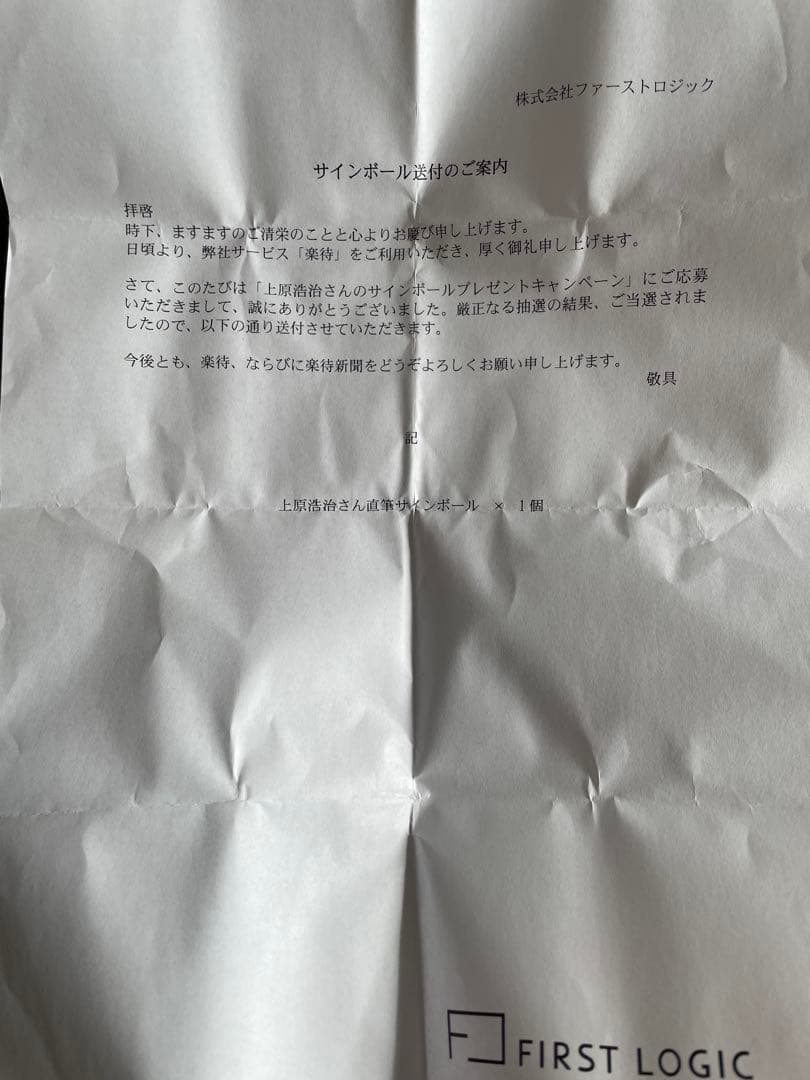 株式会社ファーストロジック
サインボール送付のご案内
拝啓
時下、ますますのご清栄のことと心よりお慶び申し上げます。
日頃より、弊社サービス「楽待」をご利用いただき、厚く御礼申し上げます。
さて、このたびは「上原浩治さんのサインボールプレゼントキャンペーン」にご応募
いただきまして、誠にありがとうございました。厳正なる抽選の結果、ご当選されま
したので、以下の通り送付させていただきます。
今後とも、楽待、ならびに楽待新聞をどうぞよろしくお願い申し上げます。
敬具
記
上原浩治さん直筆サインボール　×　1個
FIRST LOGIC